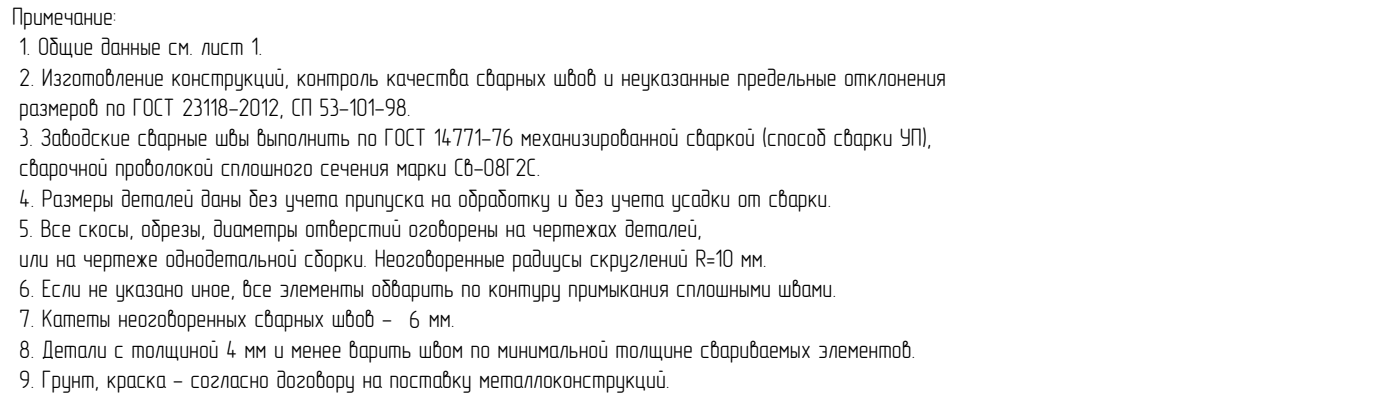 Примечание:
1. Общие данные см. лист 1.
2. Изготовление конструкций, контроль качества сварных швов и неуказанные предельные отклонения
размеров по ГОСТ 23118-2012, СП 53-101-98.
3. Заводские сварные швы выполнить по ГОСТ 14771-76 механизированной сваркой (способ сварки УП),
сварочной проволокой сплошного сечения марки Св-08Г2С.
4. Размеры деталей даны без учета припуска на обработку и без учета усадки от сварки.
5. Все скосы, обрезы, диаметры отверстий оговорены на чертежах деталей,
или на чертеже однодетальной сборки. Неоговоренные радиусы скруглений R=10 мм.
6. Если не указано иное, все элементы обварить по контуру примыкания сплошными швами.
7. Катеты неоговоренных сварных швов - 6 мм.
8. Детали с толщиной 4 мм и менее варить швом по минимальной толщине свариваемых элементов.
9. Грунт, краска - согласно договору на поставку металлоконструкций.